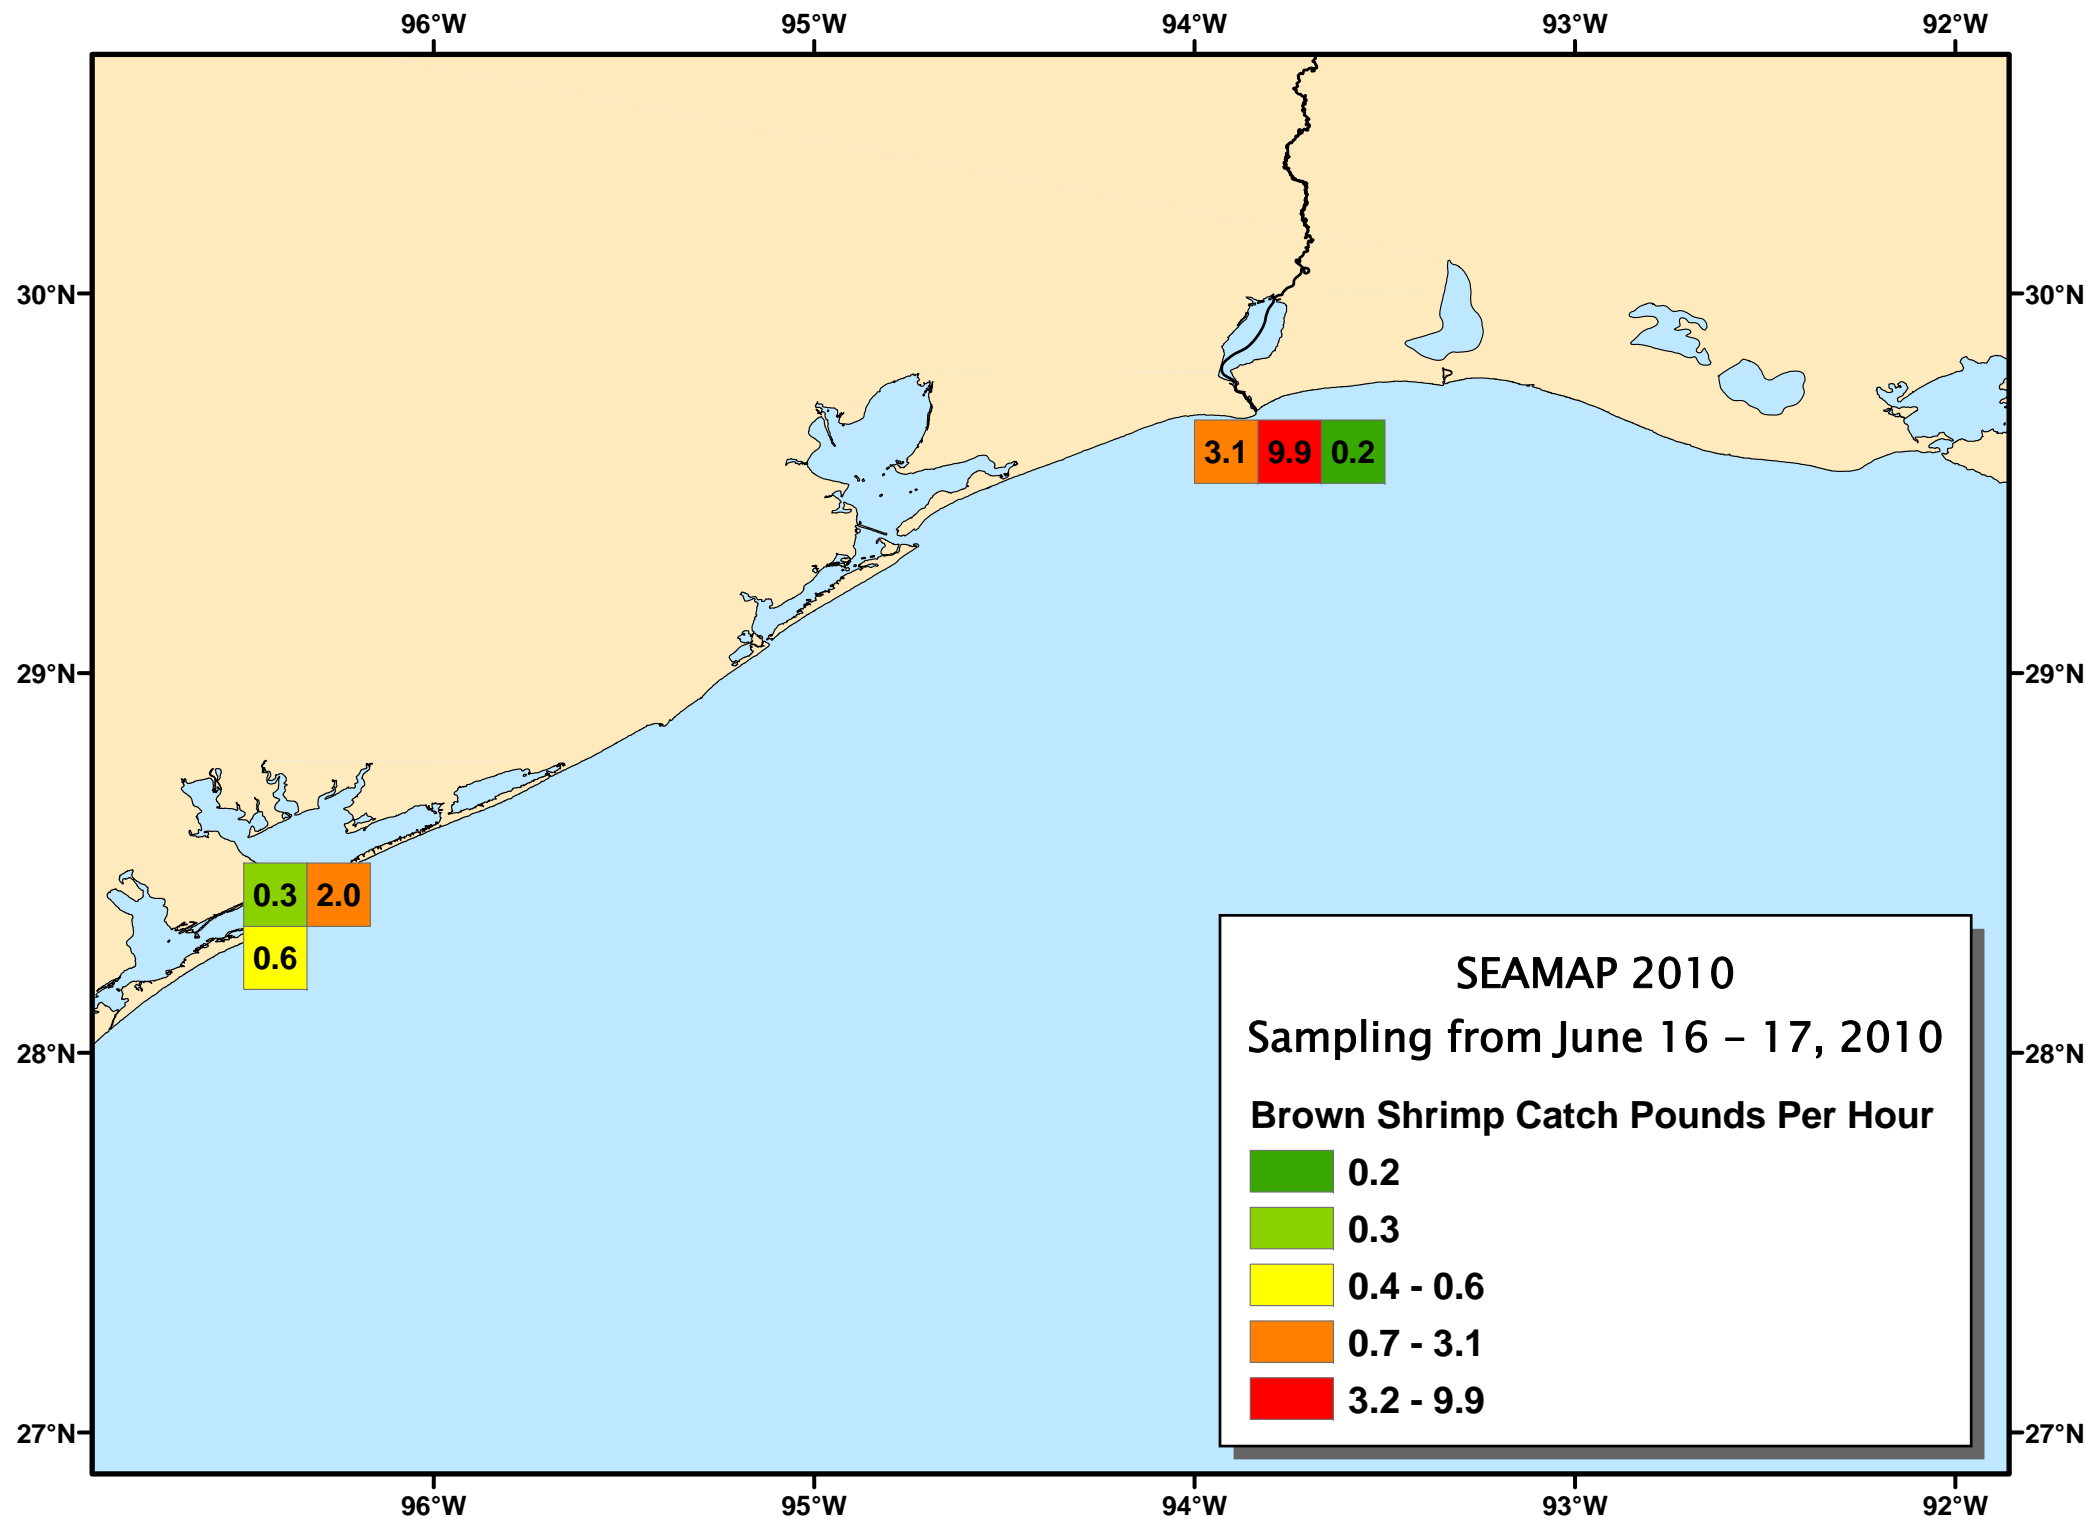 96°W 95°W 94°W 93°W 92°W
30°N 30°N
3.1 9.9 0.2
29°N 29°N
0.3 2.0
0.6
SEAMAP 2010
Sampling from June 16 – 17, 2010
28°N 28°N
Brown Shrimp Catch Pounds Per Hour
0.2
0.3
0.4 - 0.6
0.7 - 3.1
3.2 - 9.9
27°N 27°N
96°W 95°W 94°W 93°W 92°W